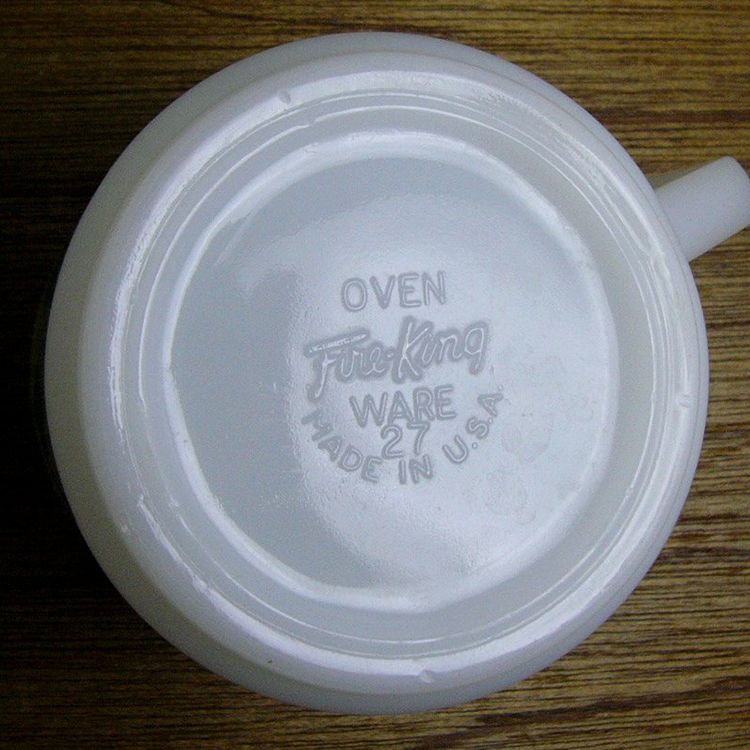 OVEN
Fire-King
WARE
27
MADE IN U.S.A.